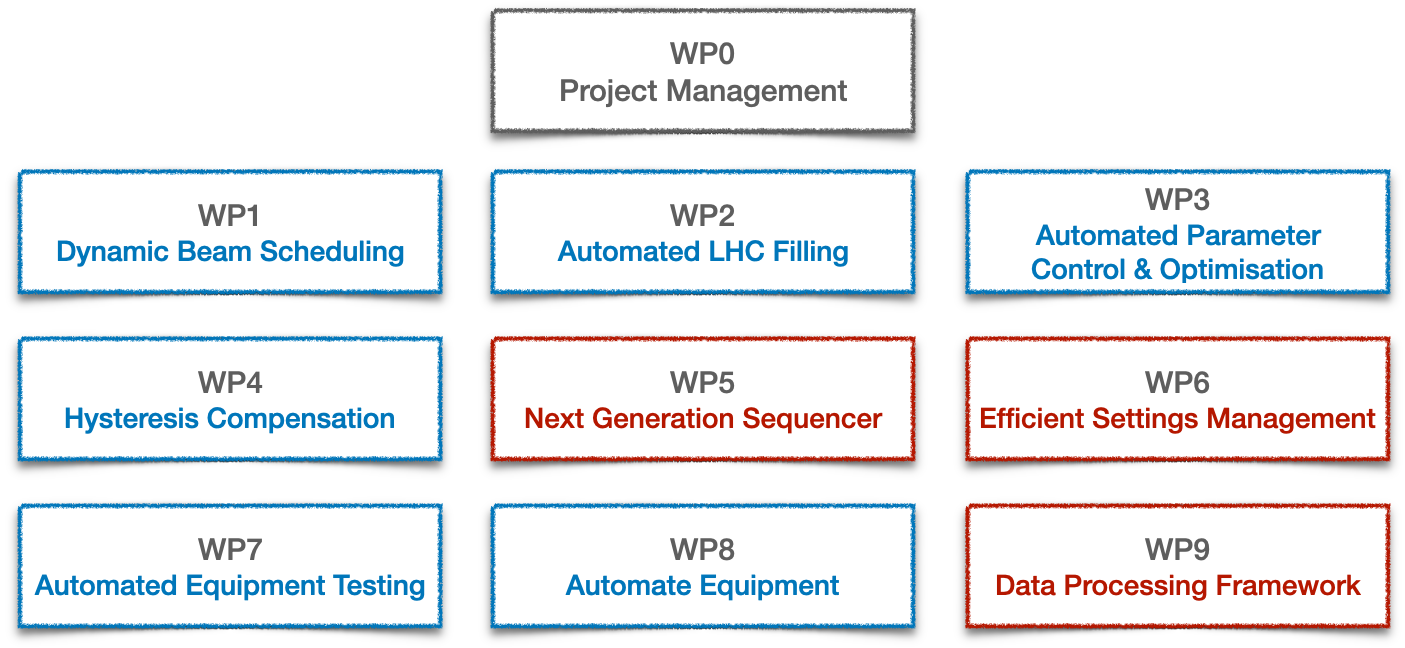 WP0
Project Management
WP1
Dynamic Beam Scheduling
WP2
Automated LHC Filling
WP3
Automated Parameter
Control & Optimisation
WP4
Hysteresis Compensation
WP5
Next Generation Sequencer
WP6
Efficient Settings Management
WP7
Automated Equipment Testing
WP8
Automate Equipment
WP9
Data Processing Framework